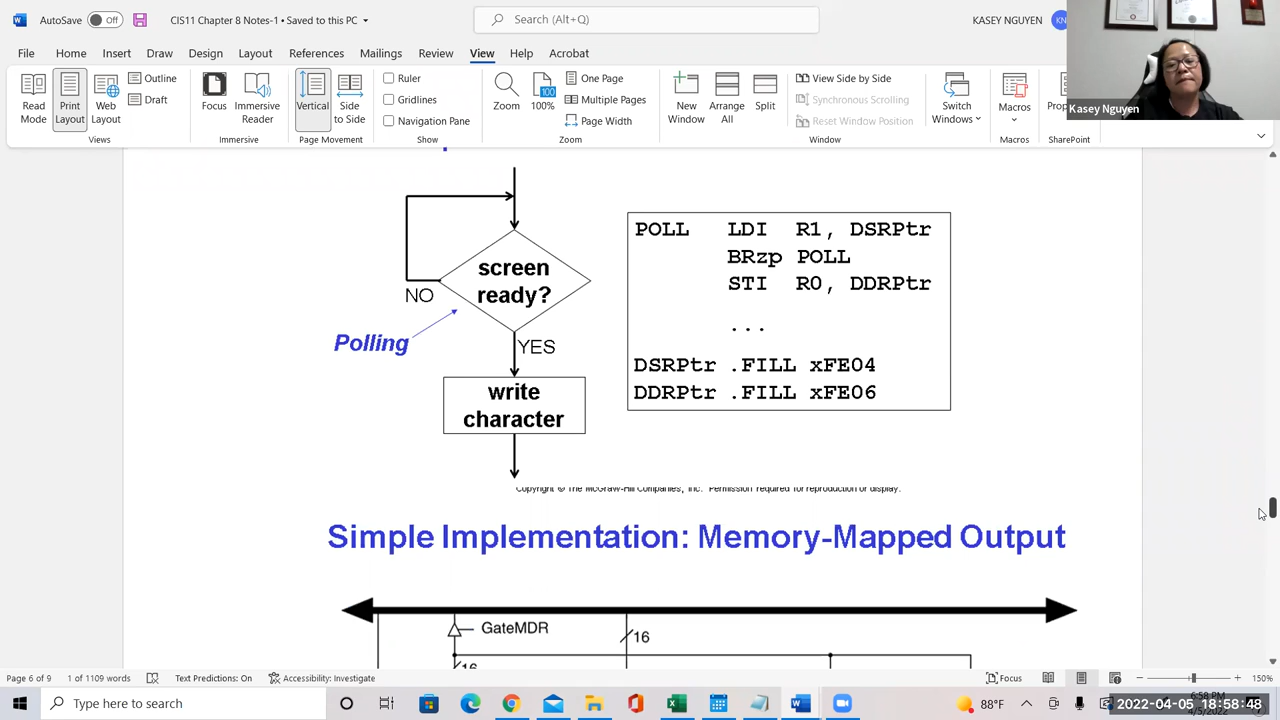 CIS11 Chapter 8 Notes-1 • Saved to this PC
AutoSave Off
Search (Alt+Q)
KASEY NGUYEN
KN
File Home Insert Draw Design Layout References Mailings Review View Help Acrobat
Read Mode
Print Layout
Web Layout
Outline
Draft
Views
Focus
Immersive Reader
Immersive
Vertical
Side to Side
Page Movement
Ruler
Gridlines
Navigation Pane
Show
Zoom
100
100%
One Page
Multiple Pages
Page Width
Zoom
New Window
Arrange All
Split
View Side by Side
Synchronous Scrolling
Reset Window Position
Window
Switch Windows
Macros
Macros
SharePoint
Kasey Nguyen
screen
ready?
NO
Polling
YES
write
character
POLL LDI R1, DSRPtr
BRzp POLL
STI R0, DDRPtr
...
DSRPtr .FILL xFE04
DDRPtr .FILL xFE06
Copyright © The McGraw-Hill Companies, Inc. Permission required for reproduction or display.
Simple Implementation: Memory-Mapped Output
GateMDR
16
16
Page 6 of 9 1 of 1109 words Text Predictions: On Accessibility: Investigate
Focus
150%
Type here to search
88°F
6:58 PM
2022-04-05 18:58:48